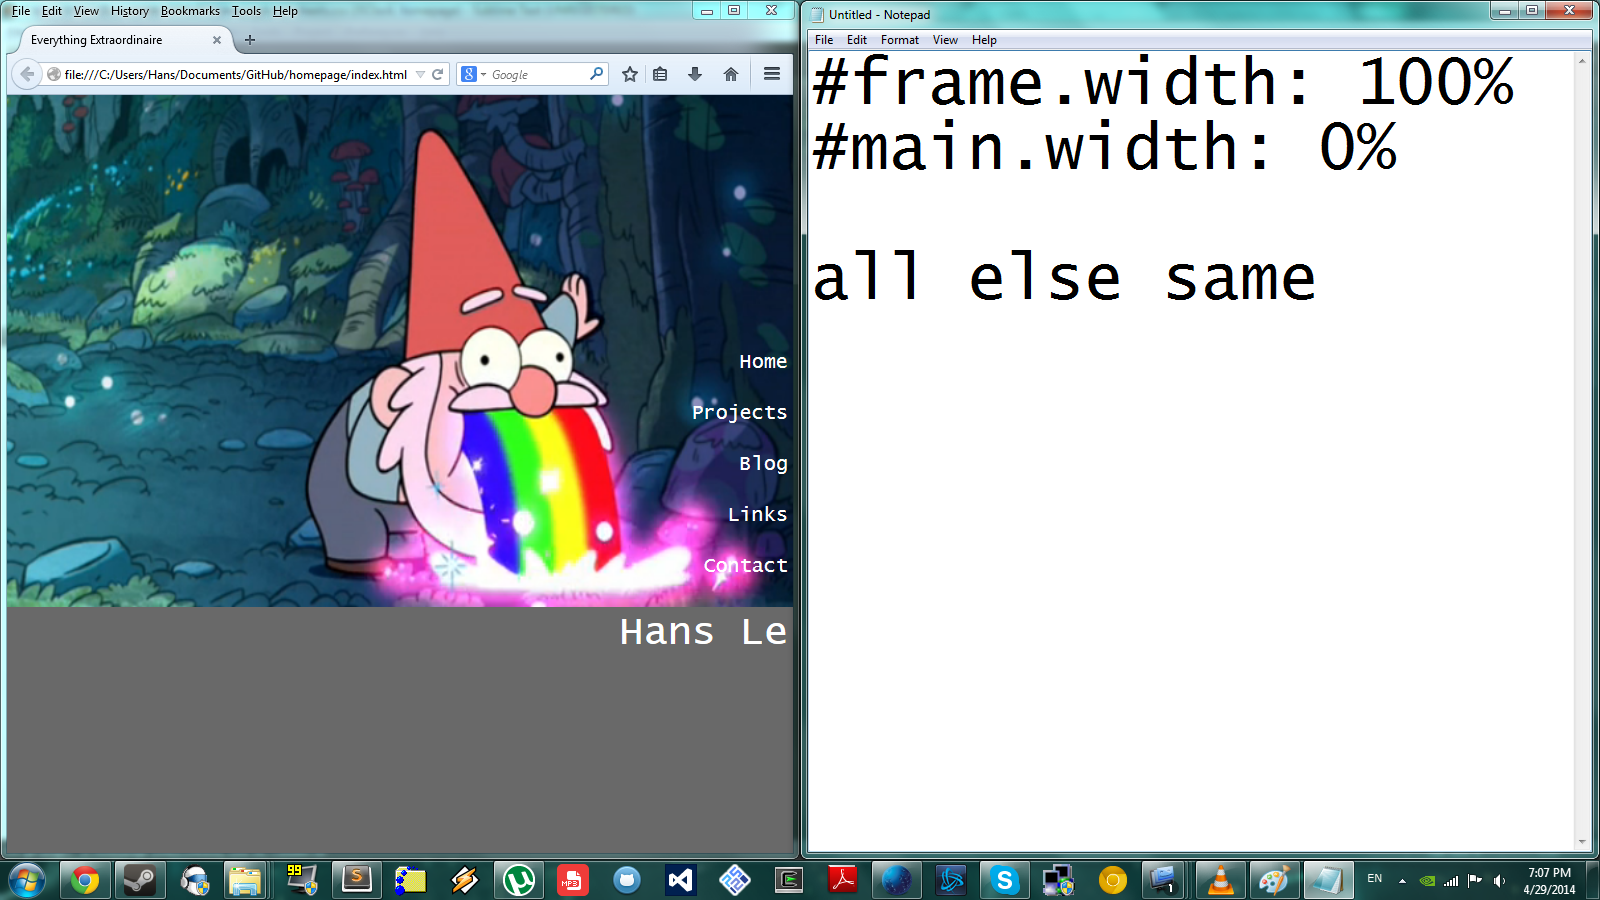 File Edit View History Bookmarks Tools Help
Everything Extraordinaire
file:///C:/Users/Hans/Documents/GitHub/homepage/index.html
Google
Home
Projects
Blog
Links
Contact
Hans Le
Untitled - Notepad
File Edit Format View Help
#frame.width: 100%
#main.width: 0%
all else same
99
MP3
EN
7:07 PM
4/29/2014